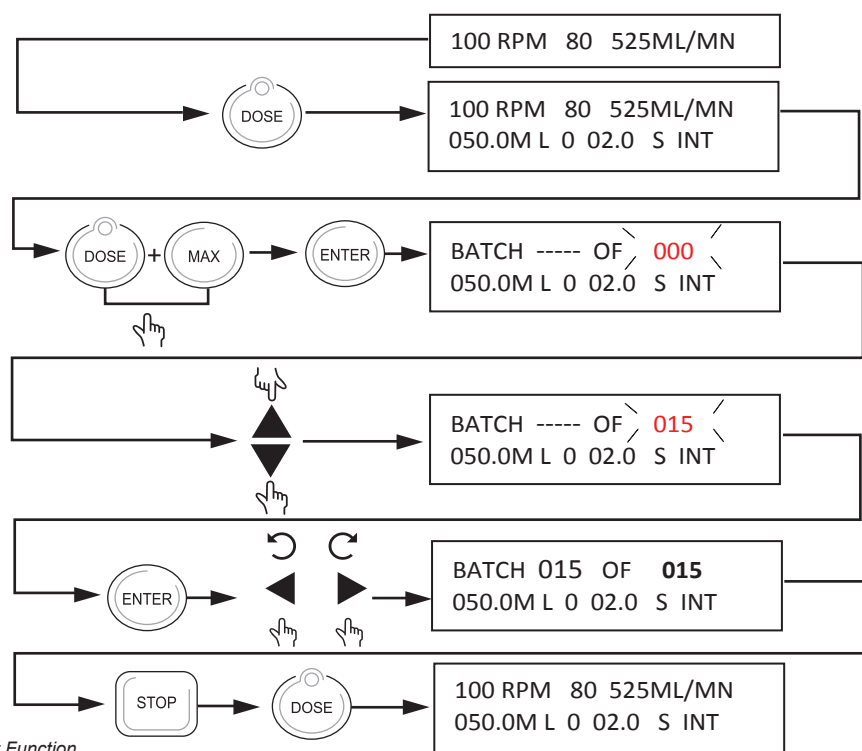 100 RPM 80 525ML/MN
DOSE
100 RPM 80 525ML/MN
050.0M L 0 02.0 S INT
DOSE + MAX
ENTER
BATCH ----- OF 000
050.0M L 0 02.0 S INT
BATCH ----- OF 015
050.0M L 0 02.0 S INT
ENTER
BATCH 015 OF 015
050.0M L 0 02.0 S INT
STOP
DOSE
100 RPM 80 525ML/MN
050.0M L 0 02.0 S INT
Function